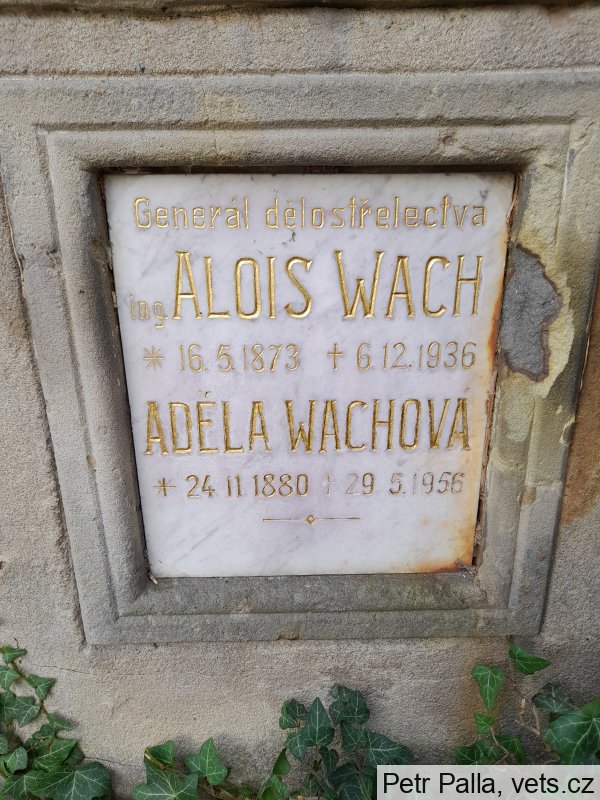 Generál dělostřelectva
ing. ALOIS WACH
* 16.5.1873 † 6.12.1936
ADÉLA WACHOVÁ
* 24.11.1880 † 29.5.1956
Petr Palla, vets.cz